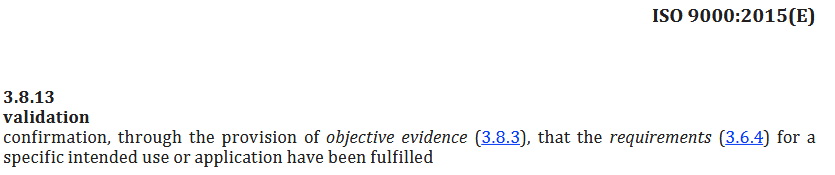 ISO 9000:2015(E)
3.8.13
validation
confirmation, through the provision of objective evidence (3.8.3), that the requirements (3.6.4) for a
specific intended use or application have been fulfilled